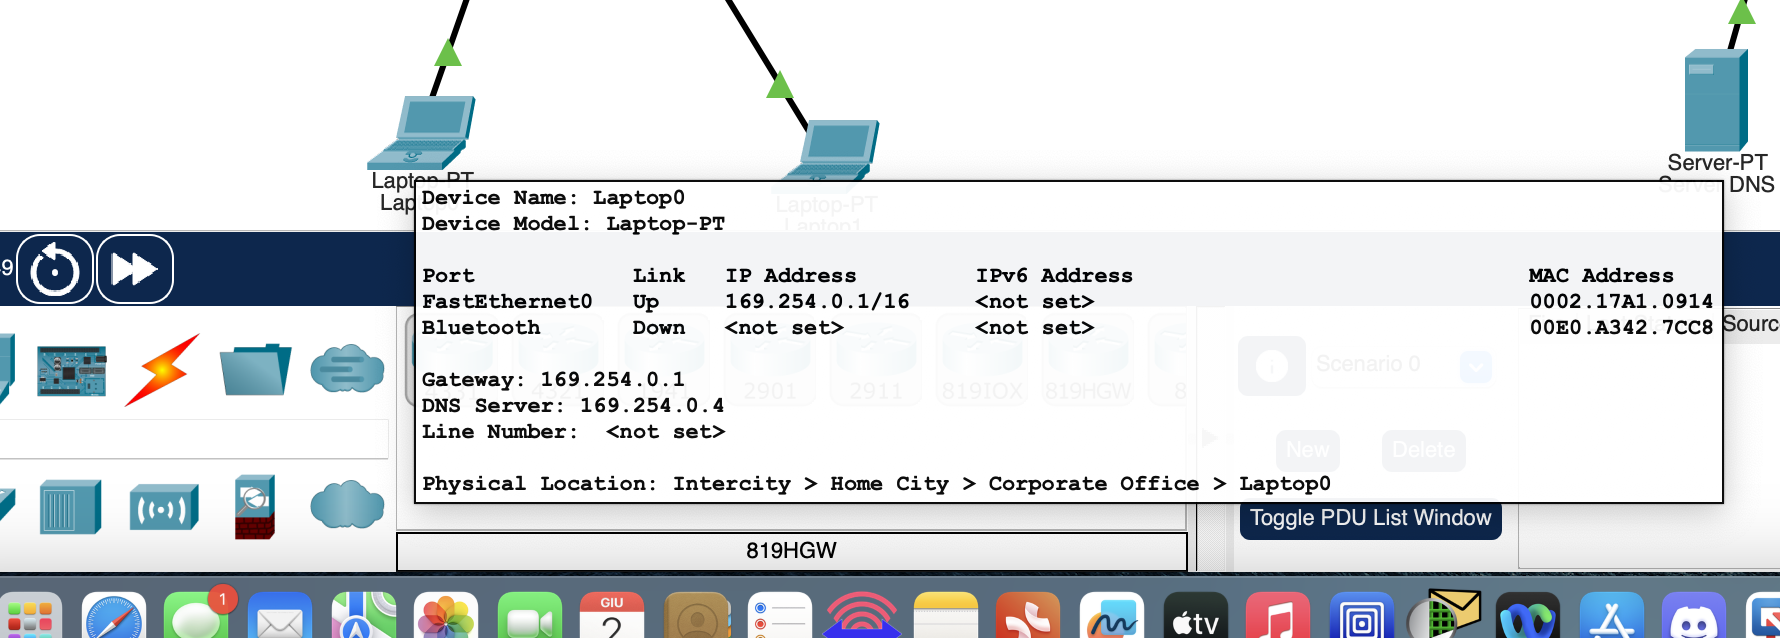 Laptop-PT
Lap
Laptop-PT
Laptop1
Server-PT
Server DNS
Device Name: Laptop0
Device Model: Laptop-PT
Port Link IP Address IPv6 Address MAC Address
FastEthernet0 Up 169.254.0.1/16 <not set> 0002.17A1.0914
Bluetooth Down <not set> <not set> 00E0.A342.7CC8
Gateway: 169.254.0.1
DNS Server: 169.254.0.4
Line Number: <not set>
Physical Location: Intercity > Home City > Corporate Office > Laptop0
9
2901
2911
819IOX
819HGW
8
Scenario 0
New
Delete
Sourc
Toggle PDU List Window
819HGW
1
GIU
2
tv